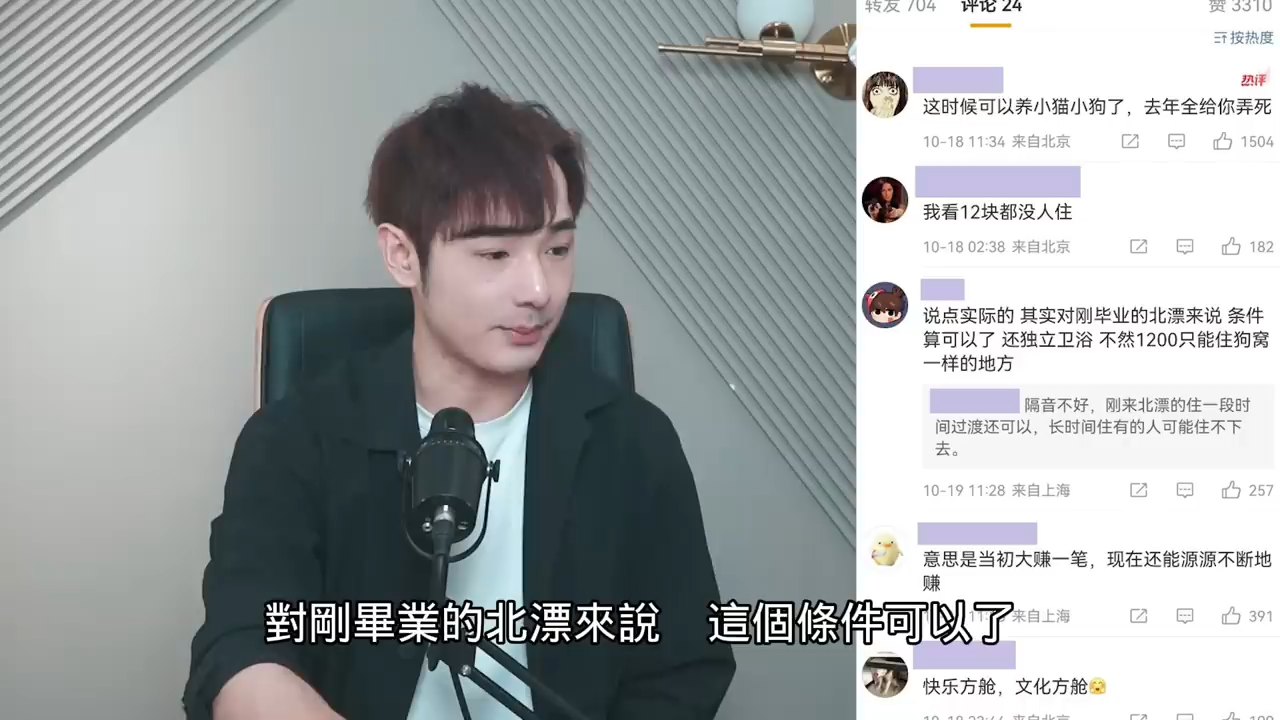 转发 704
评论 24
赞 3310
按热度
热评
这时候可以养小猫小狗了，去年全给你弄死
10-18 11:34 来自北京
1504
我看12块都没人住
10-18 02:38 来自北京
182
说点实际的 其实对刚毕业的北漂来说 条件
算可以了 还独立卫浴 不然1200只能住狗窝
一样的地方
隔音不好，刚来北漂的住一段时
间过渡还可以，长时间住有的人可能住不下
去。
10-19 11:28 来自上海
257
意思是当初大赚一笔，现在还能源源不断地
赚
来自上海
391
對剛畢業的北漂來說 這個條件可以了
快乐方舱，文化方舱